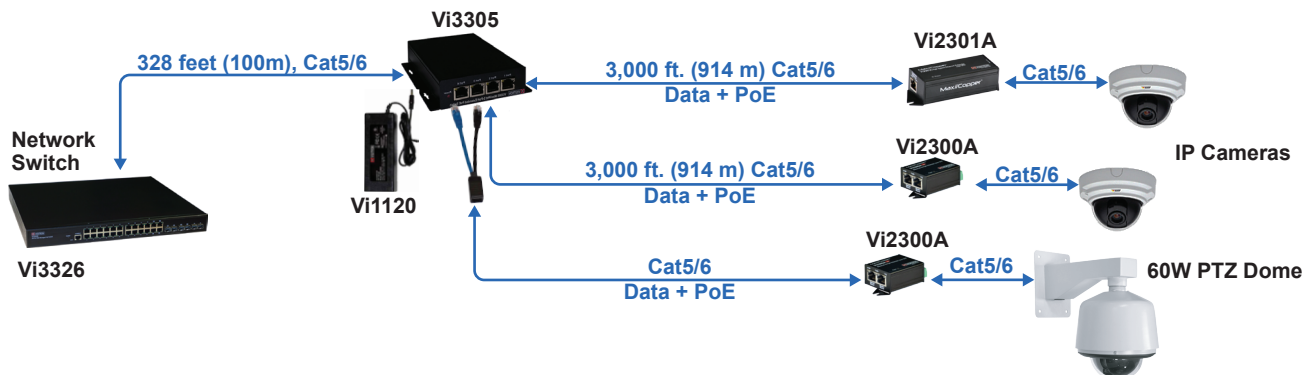 Vi3305
328 feet (100m), Cat5/6
Network
Switch
Vi3326
Vi1120
3,000 ft. (914 m) Cat5/6
Data + PoE
Vi2301A
MaxiiCopper
Cat5/6
3,000 ft. (914 m) Cat5/6
Data + PoE
Vi2300A
Cat5/6
IP Cameras
Cat5/6
Data + PoE
Vi2300A
Cat5/6
60W PTZ Dome